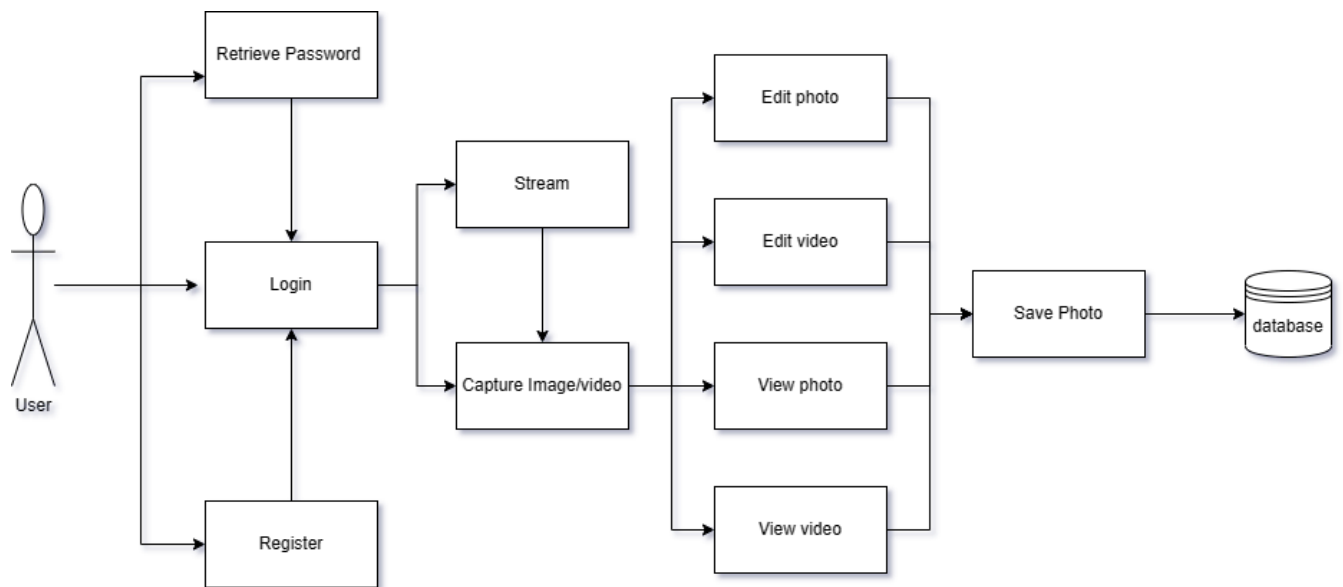 Retrieve Password
Edit photo
Stream
Edit video
Login
Save Photo
database
Capture Image/video
View photo
User
View video
Register